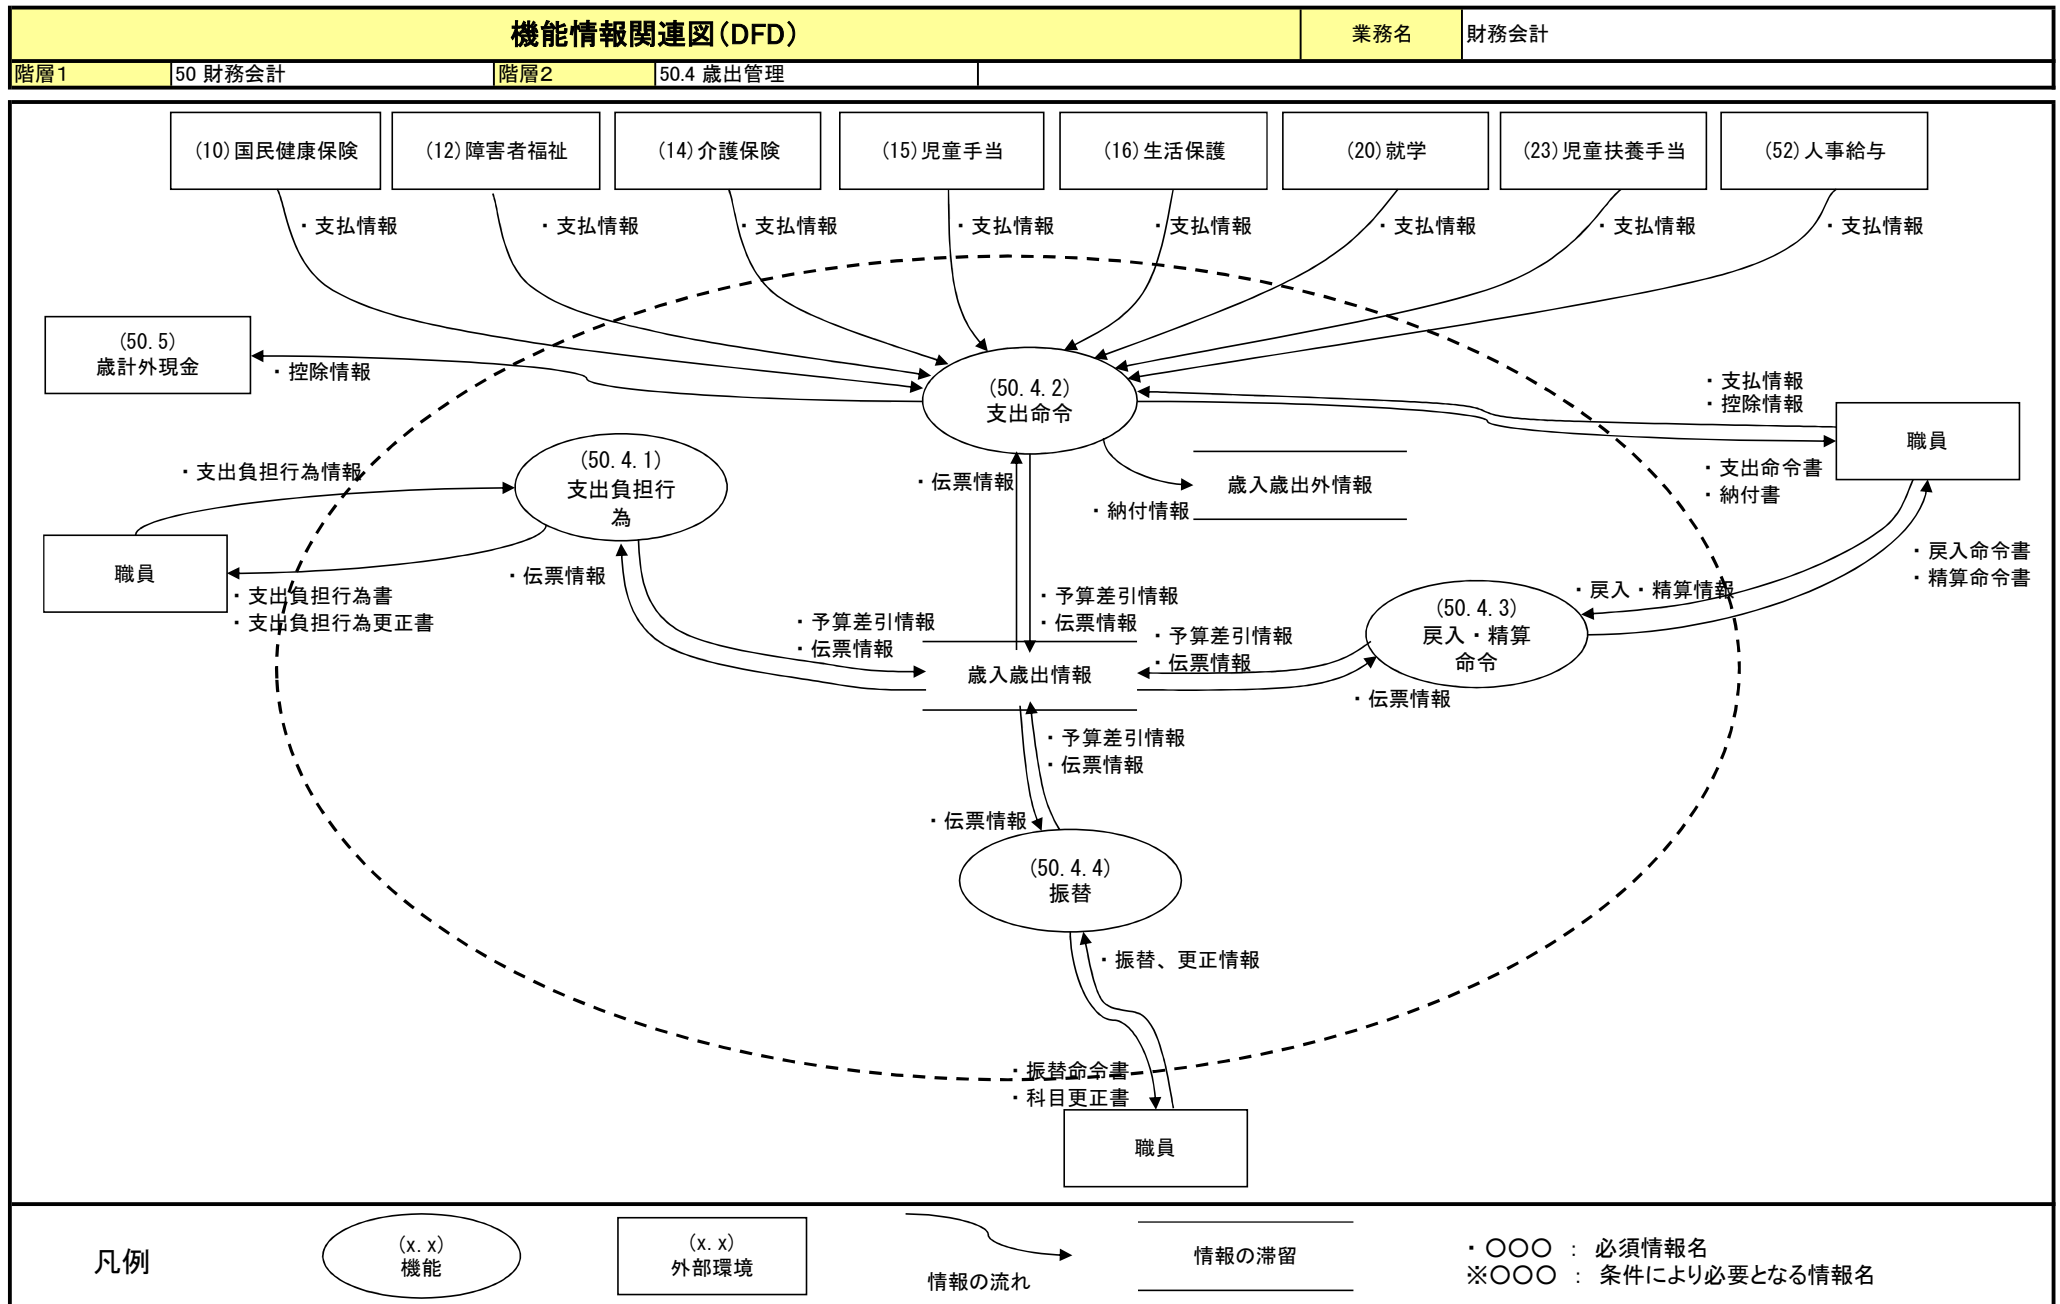 機能情報関連図(DFD)
業務名
財務会計
階層1
50 財務会計
階層2
50.4 歳出管理
(10)国民健康保険
(12)障害者福祉
(14)介護保険
(15)児童手当
(16)生活保護
(20)就学
(23)児童扶養手当
(52)人事給与
・支払情報
・支払情報
・支払情報
・支払情報
・支払情報
・支払情報
・支払情報
・支払情報
(50.5)
歳計外現金
・控除情報
(50.4.2)
支出命令
・支払情報
・控除情報
職員
・支出命令書
・納付書
・支出負担行為情報
(50.4.1)
支出負担行
為
・伝票情報
歳入歳出外情報
・納付情報
職員
・支出負担行為書
・支出負担行為更正書
・伝票情報
・予算差引情報
・伝票情報
・予算差引情報
・伝票情報
・予算差引情報
・伝票情報
・戻入・精算情報
・戻入命令書
・精算命令書
(50.4.3)
戻入・精算
命令
歳入歳出情報
・伝票情報
・予算差引情報
・伝票情報
・伝票情報
(50.4.4)
振替
・振替、更正情報
・振替命令書
・科目更正書
職員
凡例
(x.x)
機能
(x.x)
外部環境
情報の流れ
情報の滞留
・〇〇〇 : 必須情報名
※〇〇〇 : 条件により必要となる情報名